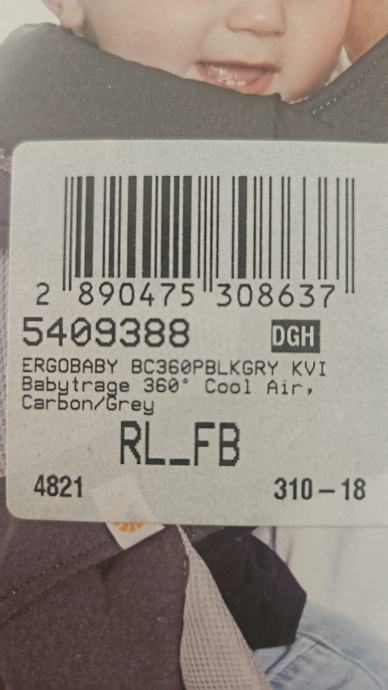 2 890475 308637
5409388 DGH
ERGOBABY BC360PBLKGRY KVI
Babytrage 360° Cool Air,
Carbon/Grey
RL_FB
4821 310-18